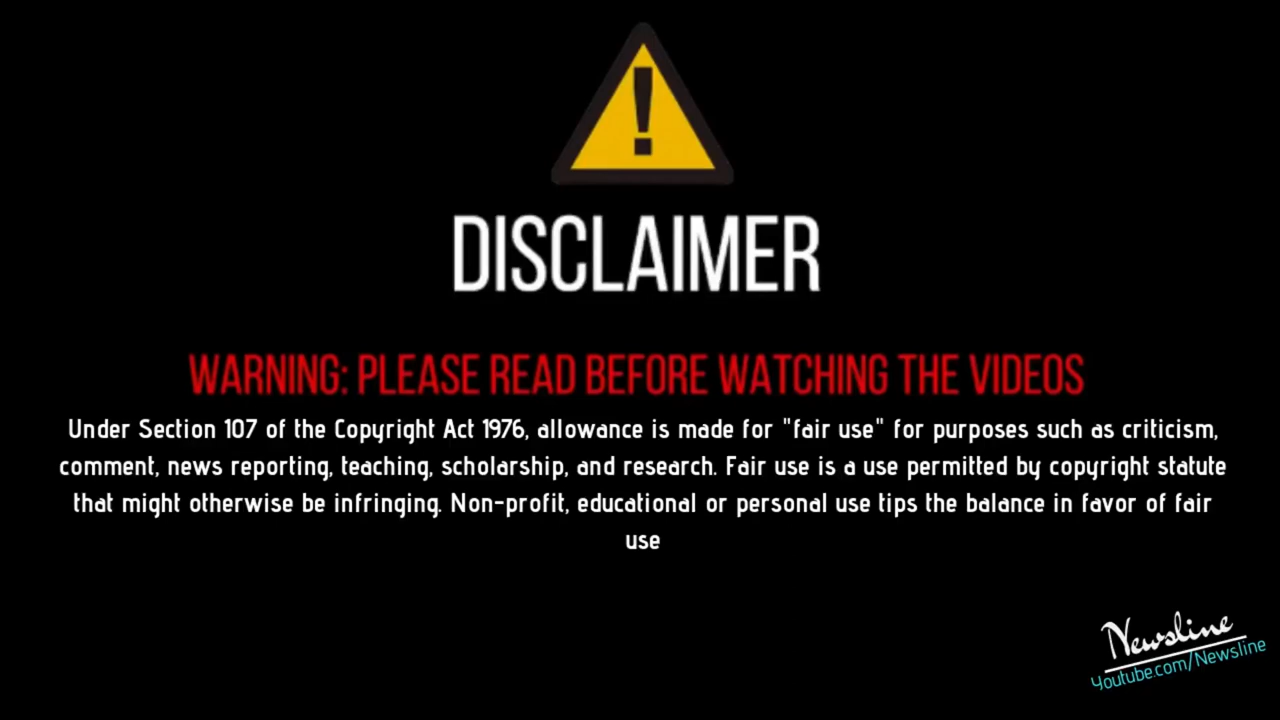 DISCLAIMER
WARNING: PLEASE READ BEFORE WATCHING THE VIDEOS
Under Section 107 of the Copyright Act 1976, allowance is made for "fair use" for purposes such as criticism,
comment, news reporting, teaching, scholarship, and research. Fair use is a use permitted by copyright statute
that might otherwise be infringing. Non-profit, educational or personal use tips the balance in favor of fair
use
Newsline
Youtube.com/Newsline